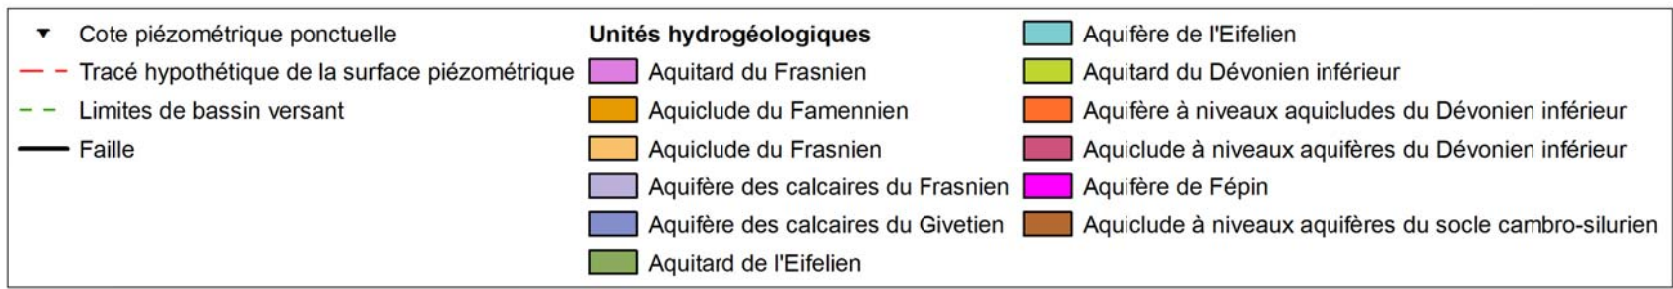 Cote piézométrique ponctuelle
Tracé hypothétique de la surface piézométrique
Limites de bassin versant
Faille
Unités hydrogéologiques
Aquitard du Frasnien
Aquiclude du Famennien
Aquiclude du Frasnien
Aquifère des calcaires du Frasnien
Aquifère des calcaires du Givetien
Aquitard de l'Eifelien
Aquifère de l'Eifelien
Aquitard du Dévonien inférieur
Aquifère à niveaux aquicludes du Dévonien inférieur
Aquiclude à niveaux aquifères du Dévonien inférieur
Aquifère de Fépin
Aquiclude à niveaux aquifères du socle cambro-silurien